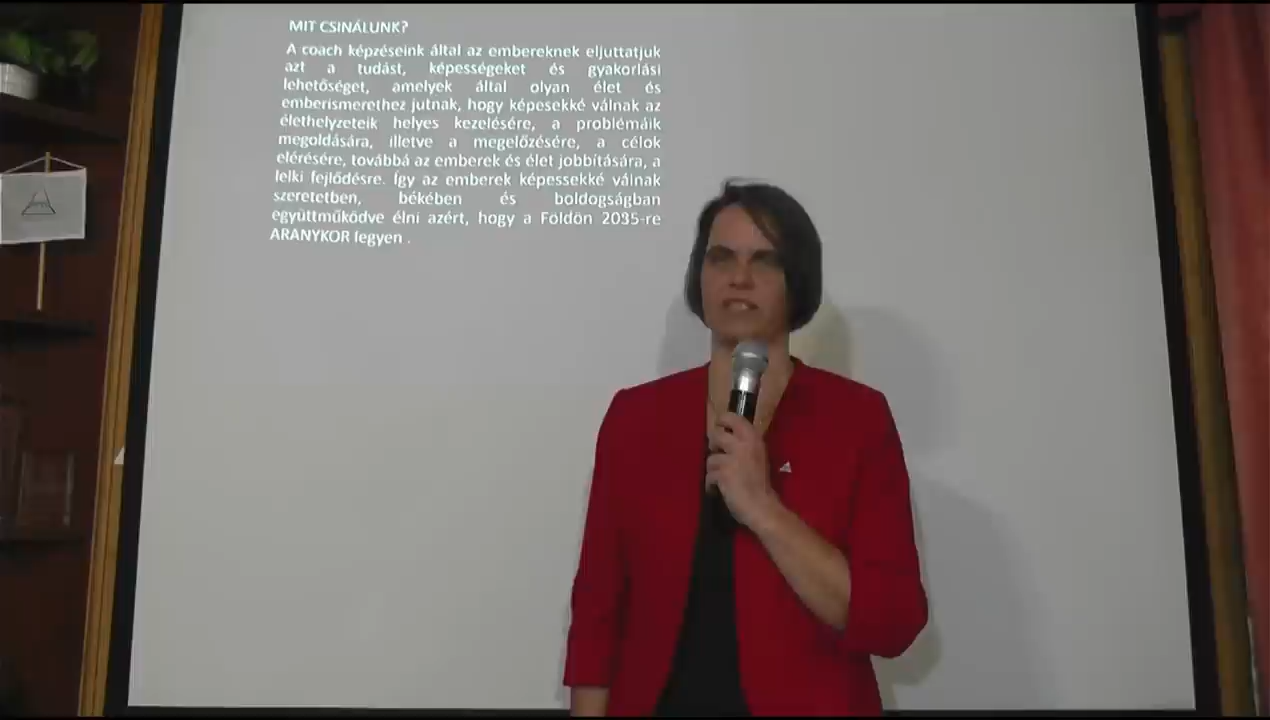 MIT CSINÁLUNK?
A coach képzéseink által az embereknek eljuttatjuk
azt a tudást, képességeket és gyakorlási
lehetőséget, amelyek által olyan élet és
emberismerethez jutnak, hogy képesekké válnak az
élethelyzeteik helyes kezelésére, a problémáik
megoldására, illetve a megelőzésére, a célok
elérésére, továbbá az emberek és élet jobbítására, a
lelki fejlődésre. Így az emberek képessekké válnak
szeretetben, békében és boldogságban
együttműködve élni azért, hogy a Földön 2035-re
ARANYKOR legyen .